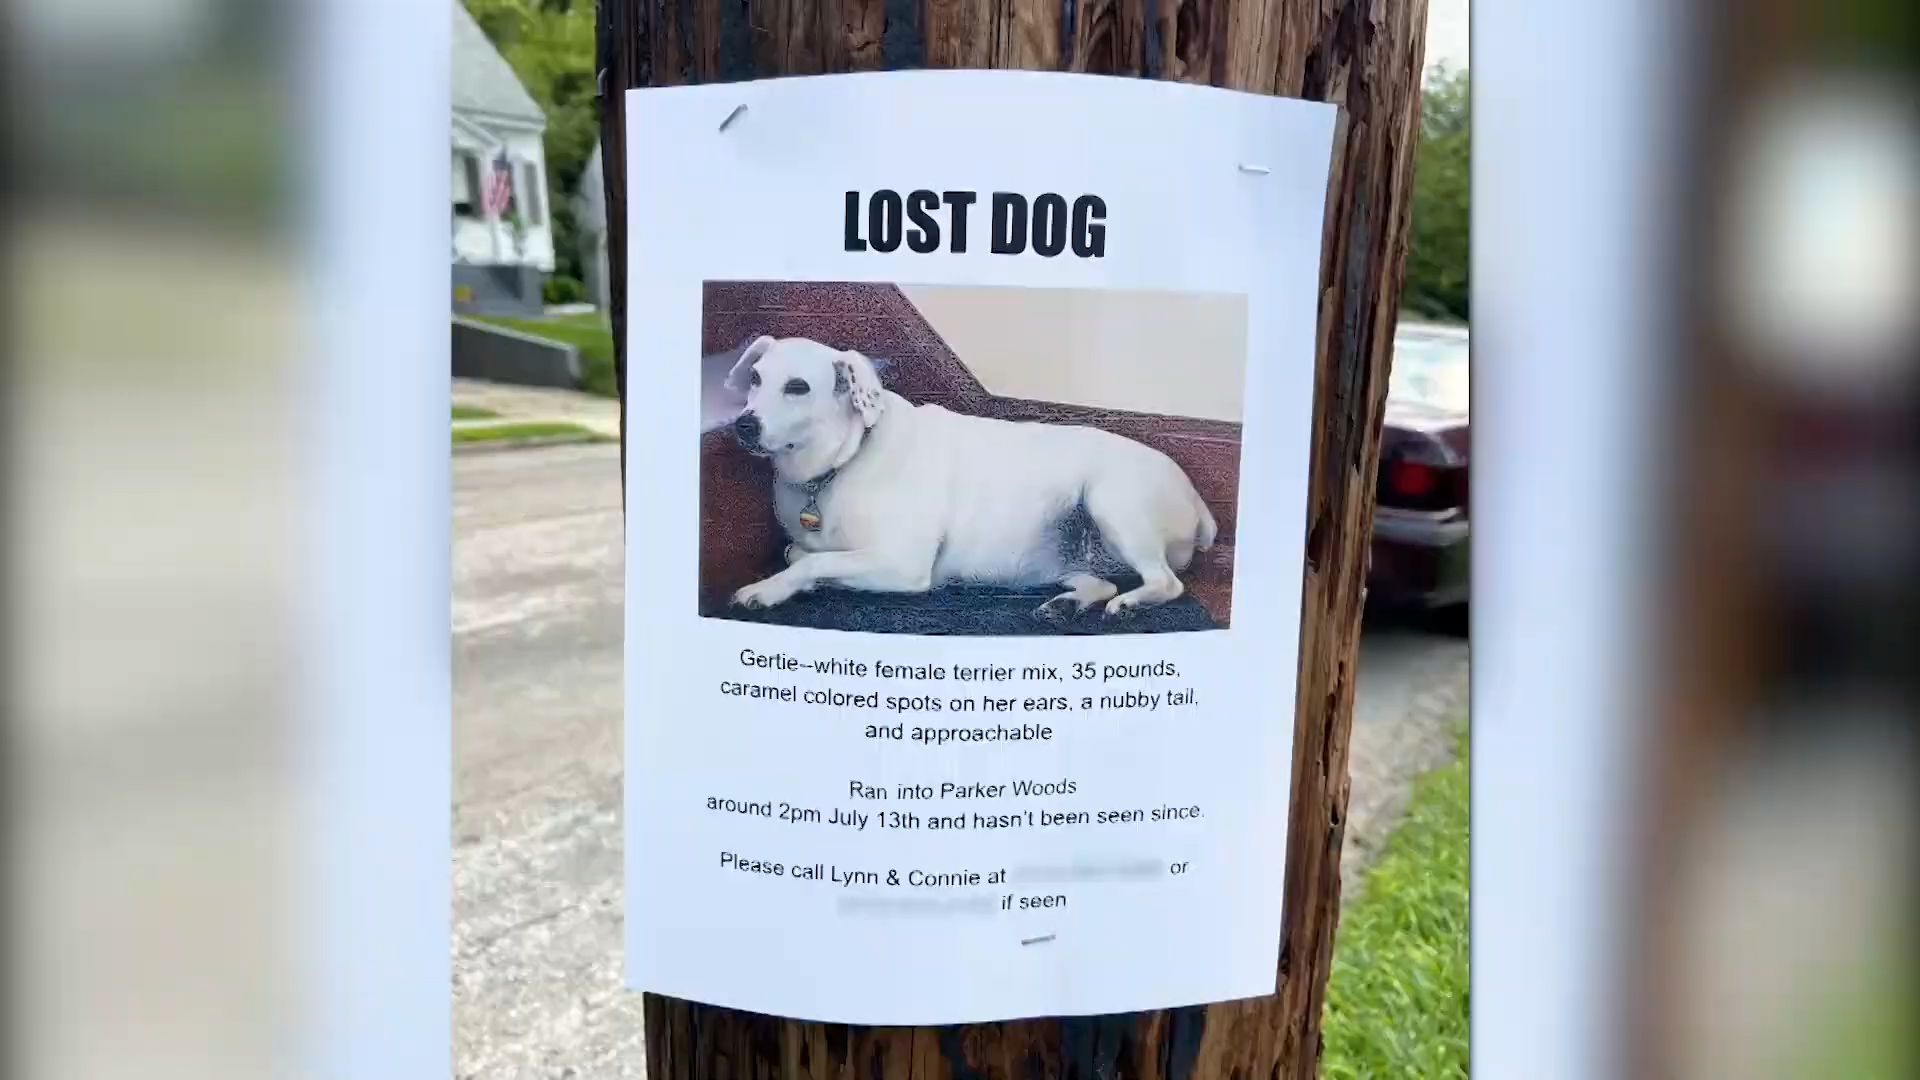 LOST DOG
Gertie--white female terrier mix, 35 pounds,
caramel colored spots on her ears, a nubby tail,
and approachable
Ran into Parker Woods
around 2pm July 13th and hasn't been seen since.
Please call Lynn & Connie at or
if seen